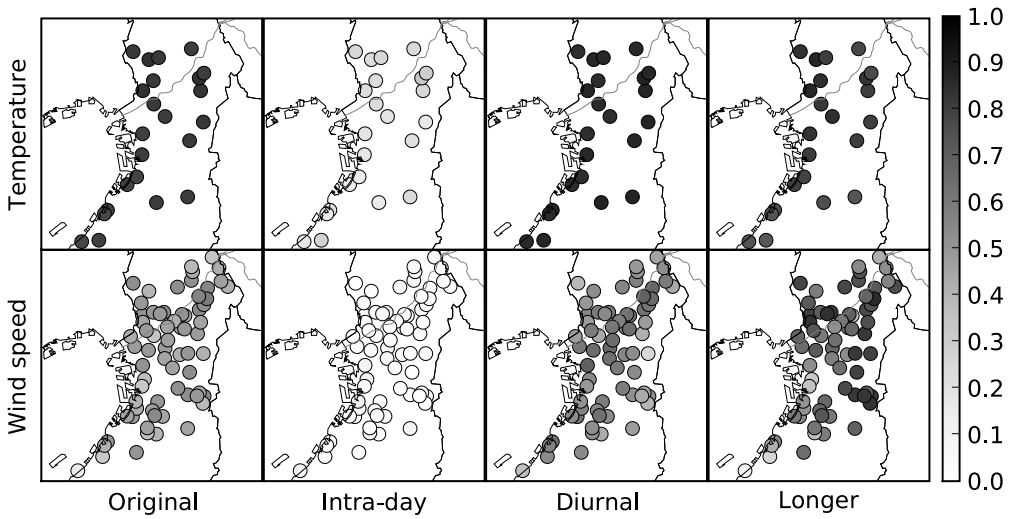 Temperature
Wind speed
Original
Intra-day
Diurnal
Longer
1.0
0.9
0.8
0.7
0.6
0.5
0.4
0.3
0.2
0.1
0.0